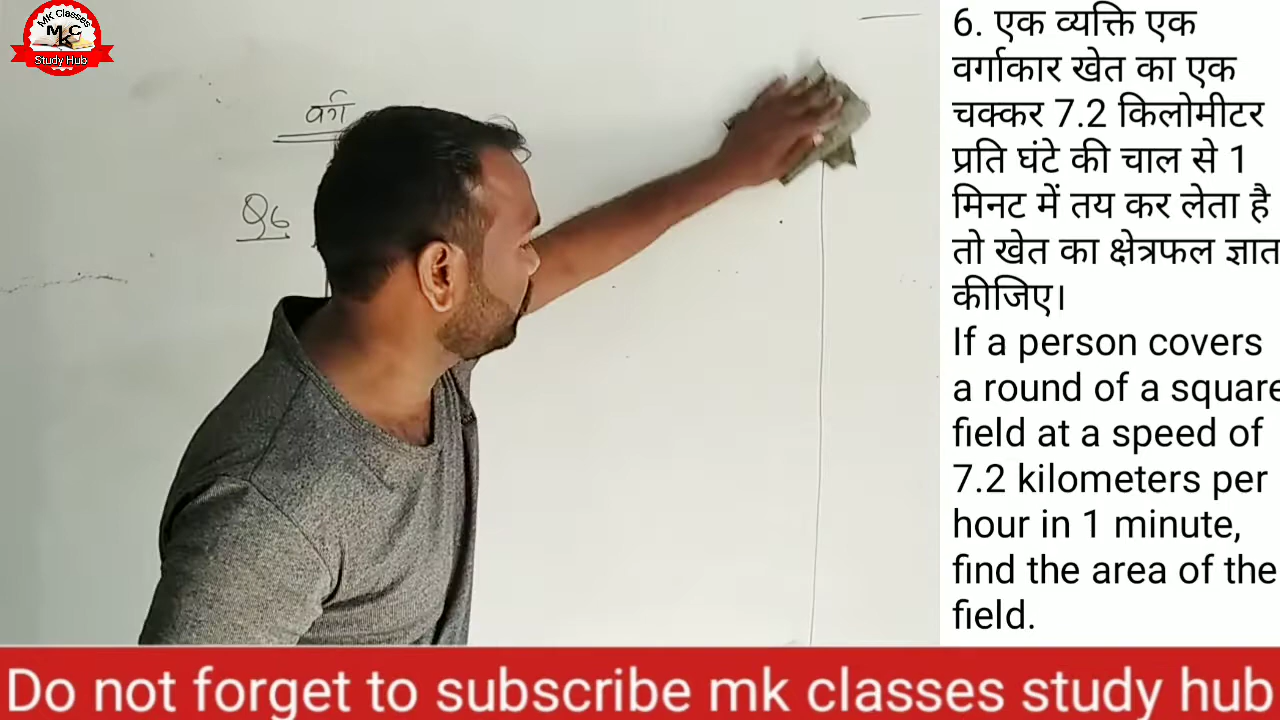 MK Classes
M C
K
Study Hub
वर्ग
Q6
6. एक व्यक्ति एक
वर्गाकार खेत का एक
चक्कर 7.2 किलोमीटर
प्रति घंटे की चाल से 1
मिनट में तय कर लेता है
तो खेत का क्षेत्रफल ज्ञात
कीजिए।
If a person covers
a round of a square
field at a speed of
7.2 kilometers per
hour in 1 minute,
find the area of the
field.
Do not forget to subscribe mk classes study hub